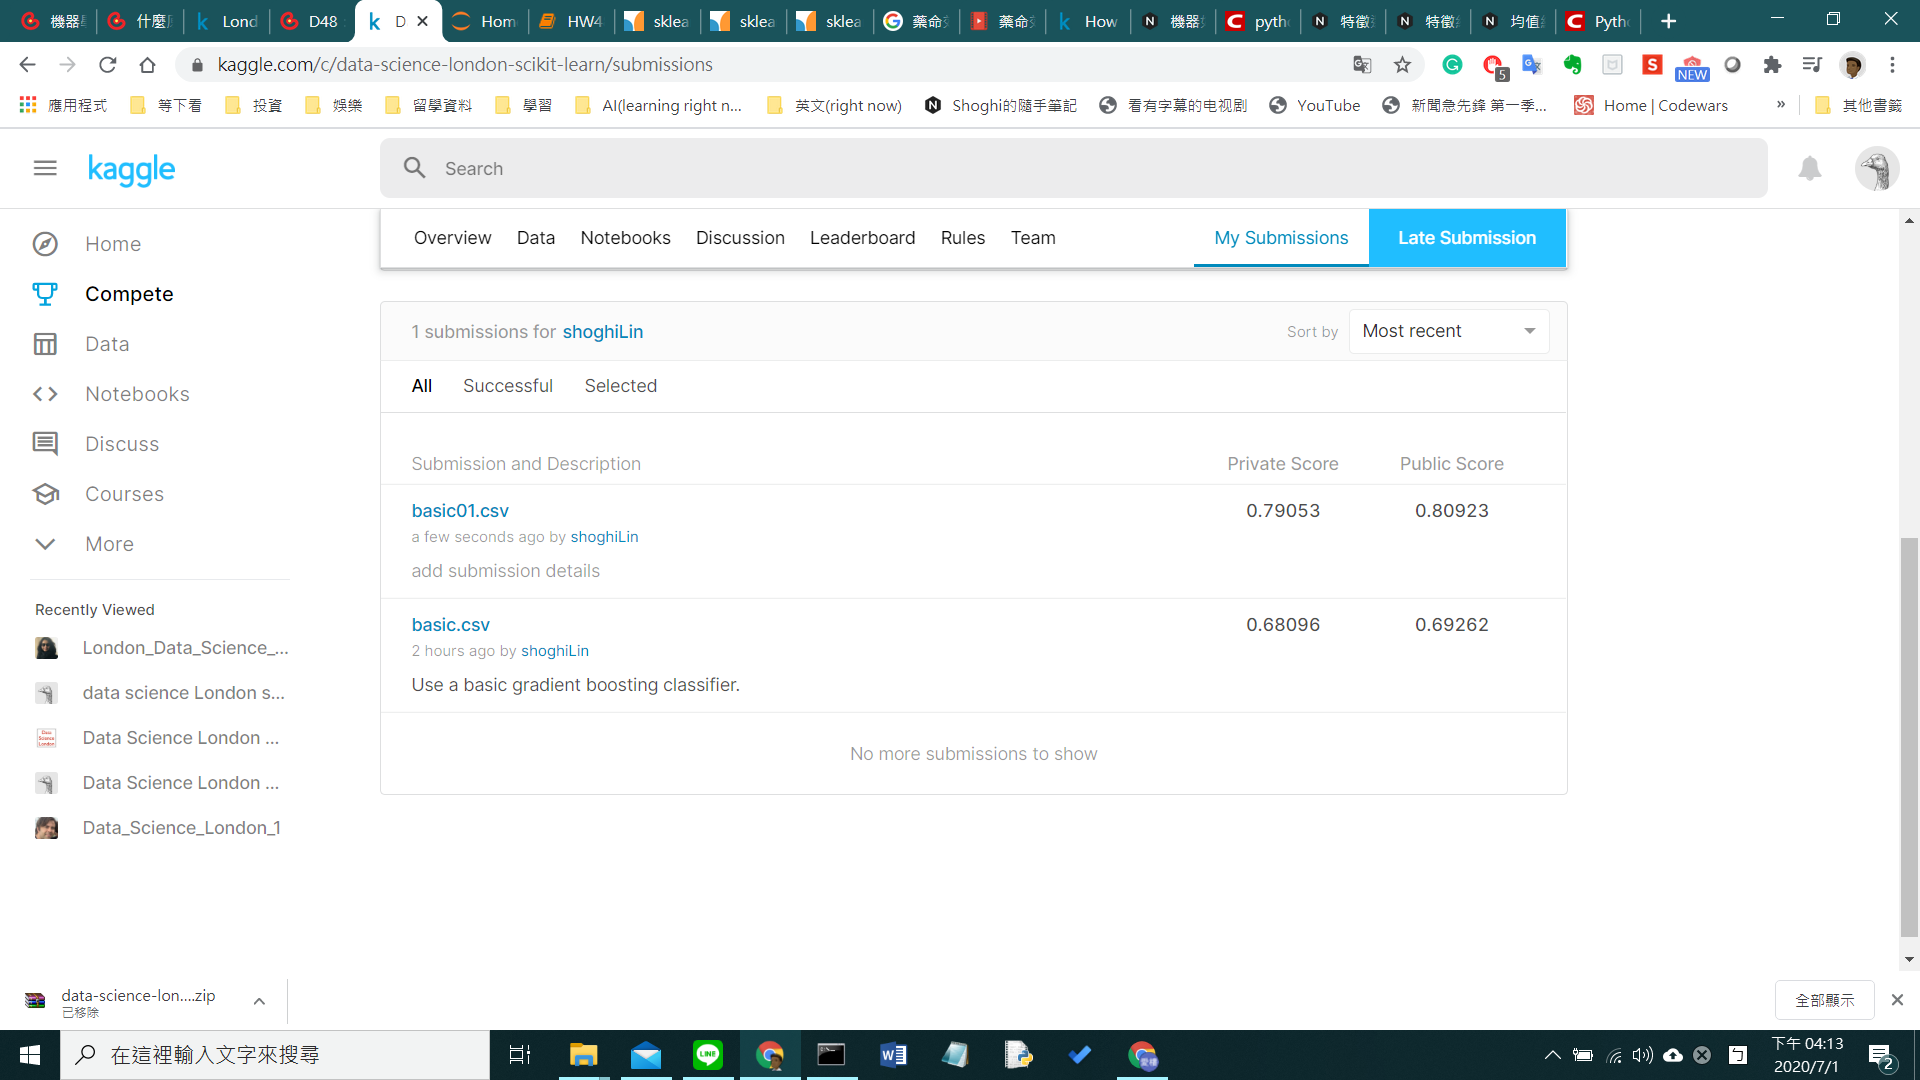 機器
什麼
Lond
D48
D
Hom
HW4
sklea
sklea
sklea
藥命
藥命
How
機器
pytho
特徵
特徵
均值
Pytho
kaggle.com/c/data-science-london-scikit-learn/submissions
5
NEW
應用程式
等下看
投資
娛樂
留學資料
學習
AI(learning right n...
英文(right now)
Shoghi的隨手筆記
看有字幕的电视剧
YouTube
新聞急先鋒 第一季...
Home | Codewars
»
其他書籤
kaggle
Search
Home
Compete
Data
Notebooks
Discuss
Courses
More
Recently Viewed
London_Data_Science_...
data science London s...
Data Science London ...
Data Science London ...
Data_Science_London_1
Overview Data Notebooks Discussion Leaderboard Rules Team My Submissions Late Submission
1 submissions for shoghiLin
Sort by Most recent
All Successful Selected
Submission and Description Private Score Public Score
basic01.csv 0.79053 0.80923
a few seconds ago by shoghiLin
add submission details
basic.csv 0.68096 0.69262
2 hours ago by shoghiLin
Use a basic gradient boosting classifier.
No more submissions to show
data-science-lon....zip
已移除
全部顯示
在這裡輸入文字來搜尋
下午 04:13
2020/7/1
2